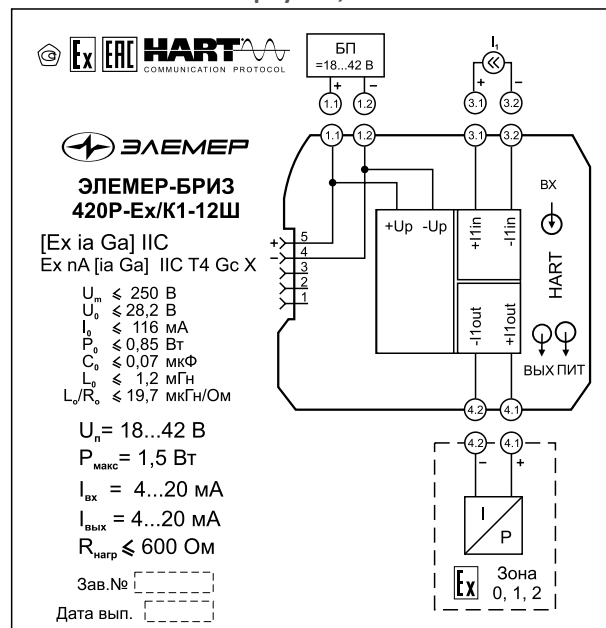 Ex EAC HART
COMMUNICATION PROTOCOL
ЭЛЕМЕР
ЭЛЕМЕР-БРИЗ
420Р-Ех/К1-12Ш
[Ex ia Ga] IIC
Ex nA [ia Ga] IIC T4 Gc X
Uₘ ⩽ 250 В
U₀ ⩽ 28,2 В
I₀ ⩽ 116 мА
P₀ ⩽ 0,85 Вт
C₀ ⩽ 0,07 мкФ
L₀ ⩽ 1,2 мГн
L₀/R₀ ⩽ 19,7 мкГн/Ом
Uп= 18...42 В
Pмакс= 1,5 Вт
Iвх = 4...20 мА
Iвых = 4...20 мА
Rнагр ⩽ 600 Ом
Зав.№
Дата вып.
БП
=18...42 В
+ −
1.1 1.2
1.1 1.2
I₁
+ −
3.1 3.2
3.1 3.2
+ 5
− 4
3
2
1
+Up -Up
+I1in -I1in
-I1out +I1out
ВХ
HART
ВЫХ ПИТ
4.2 4.1
4.2 4.1
− +
I
P
Ex
Зона
0, 1, 2